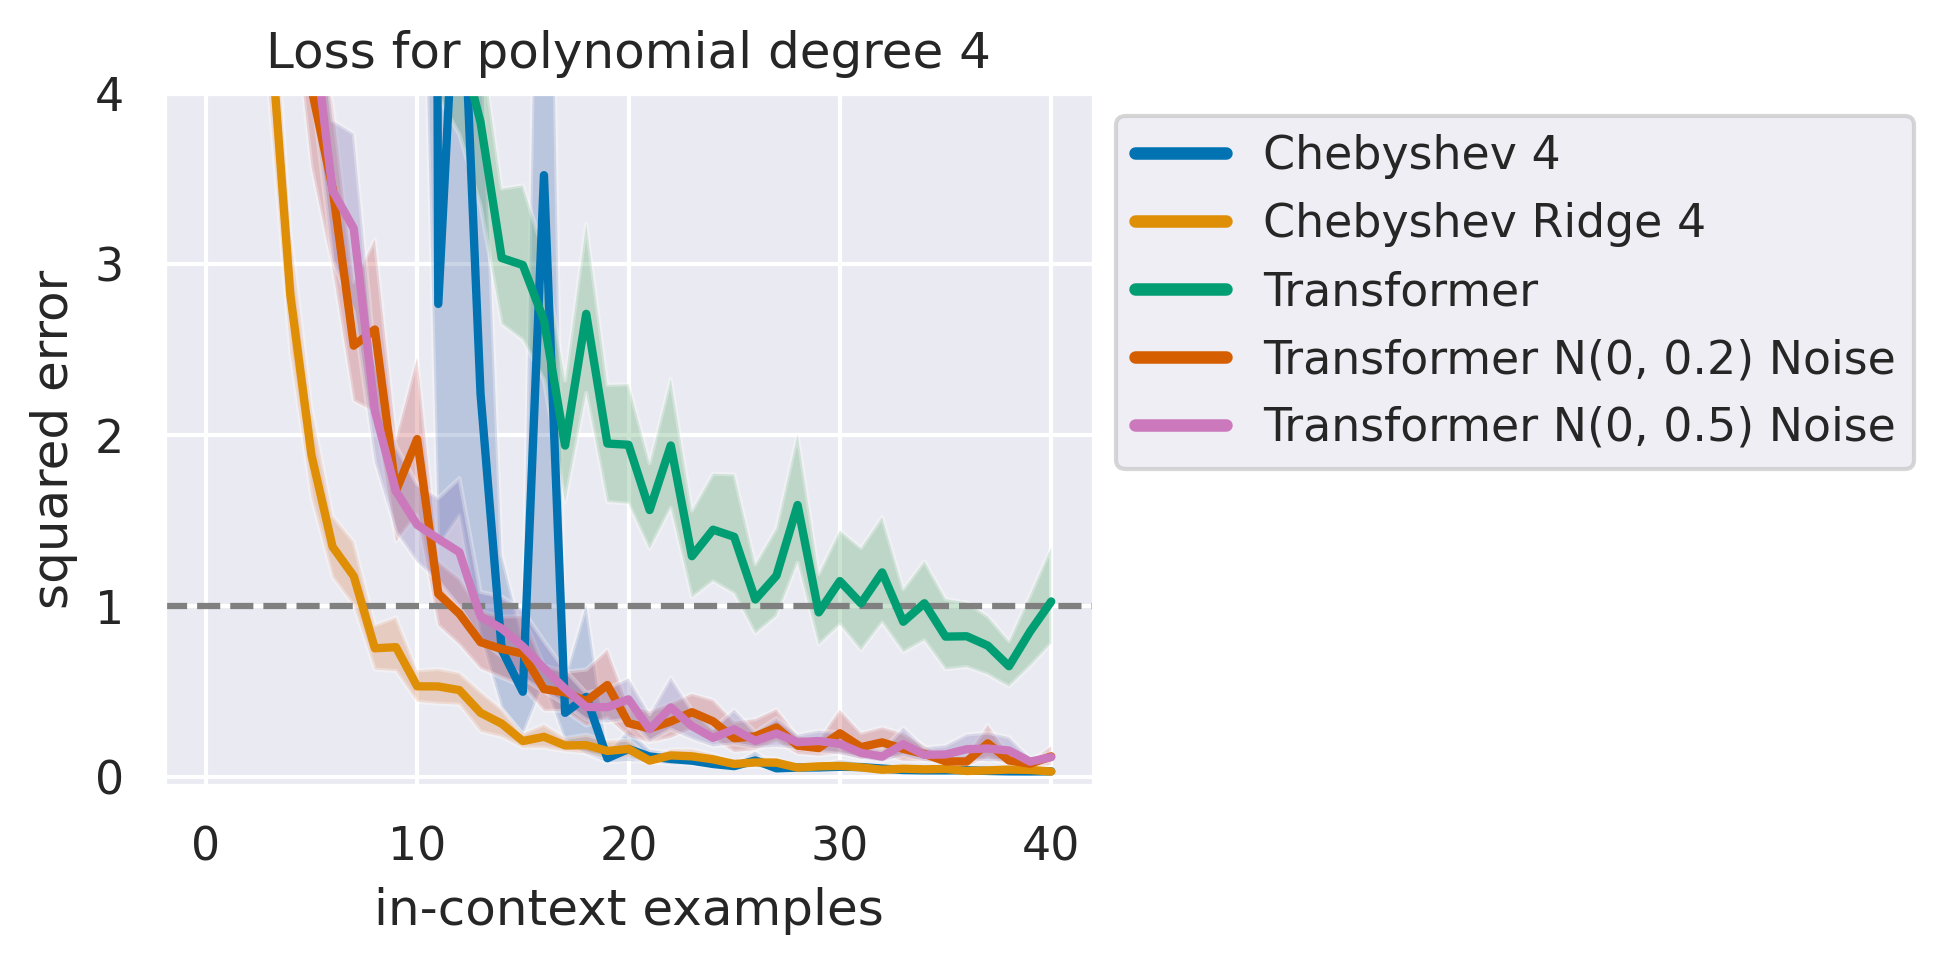 Loss for polynomial degree 4
4
3
2
1
0
squared error
0 10 20 30 40
in-context examples
Chebyshev 4
Chebyshev Ridge 4
Transformer
Transformer N(0, 0.2) Noise
Transformer N(0, 0.5) Noise